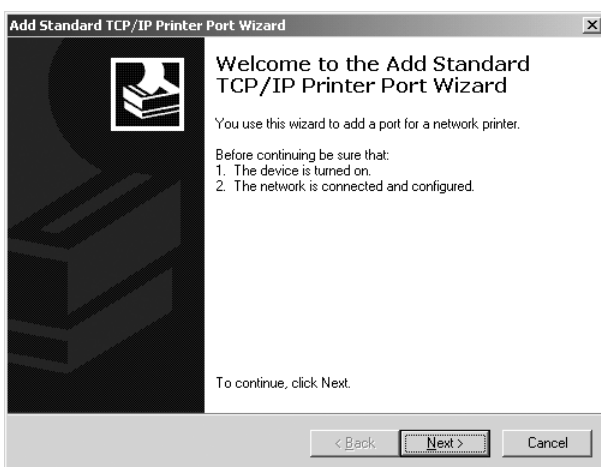 Add Standard TCP/IP Printer Port Wizard
Welcome to the Add Standard
TCP/IP Printer Port Wizard
You use this wizard to add a port for a network printer.
Before continuing be sure that:
1. The device is turned on.
2. The network is connected and configured.
To continue, click Next.
< Back Next > Cancel